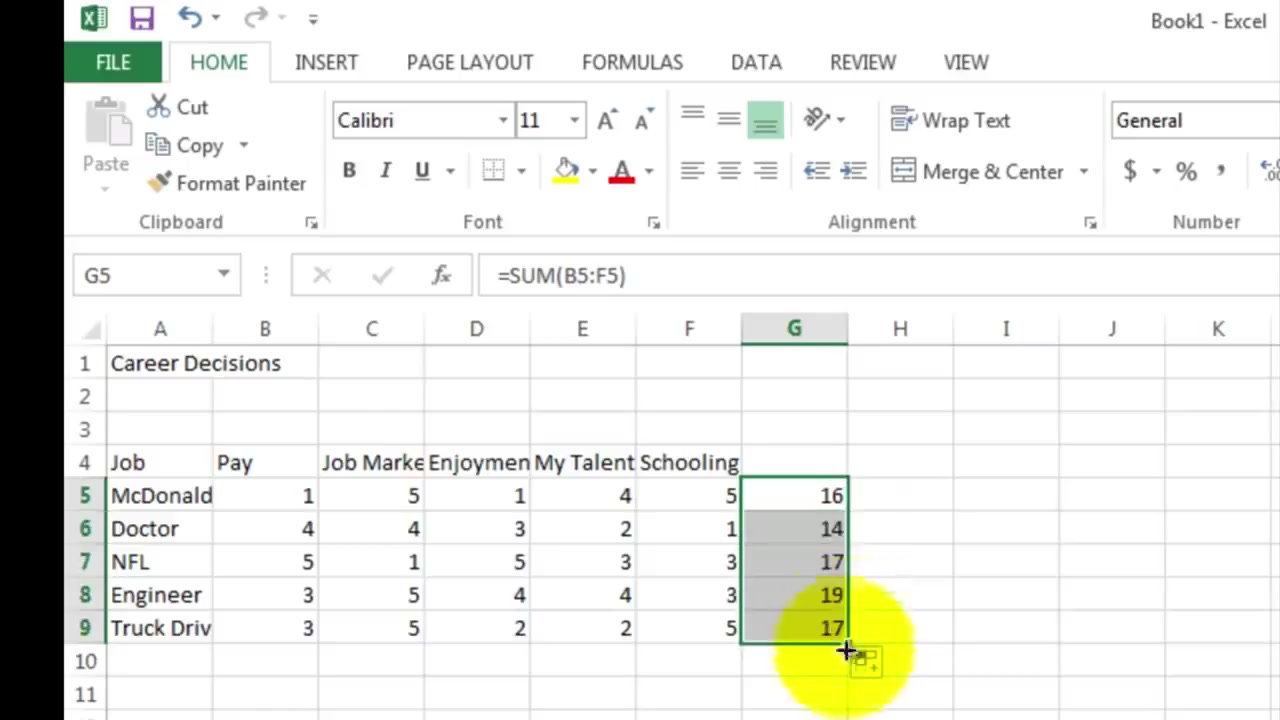 Book1 - Excel
FILE HOME INSERT PAGE LAYOUT FORMULAS DATA REVIEW VIEW
Cut
Copy
Format Painter
Paste
Calibri 11
B I U A
Wrap Text
Merge & Center
General
$ % ,
Clipboard Font Alignment Number
G5 fx =SUM(B5:F5)
A B C D E F G H I J K
1 Career Decisions
2
3
4 Job Pay Job Marke Enjoymen My Talent Schooling
5 McDonald 1 5 1 4 5 16
6 Doctor 4 4 3 2 1 14
7 NFL 5 1 5 3 3 17
8 Engineer 3 5 4 4 3 19
9 Truck Driv 3 5 2 2 5 17
10
11